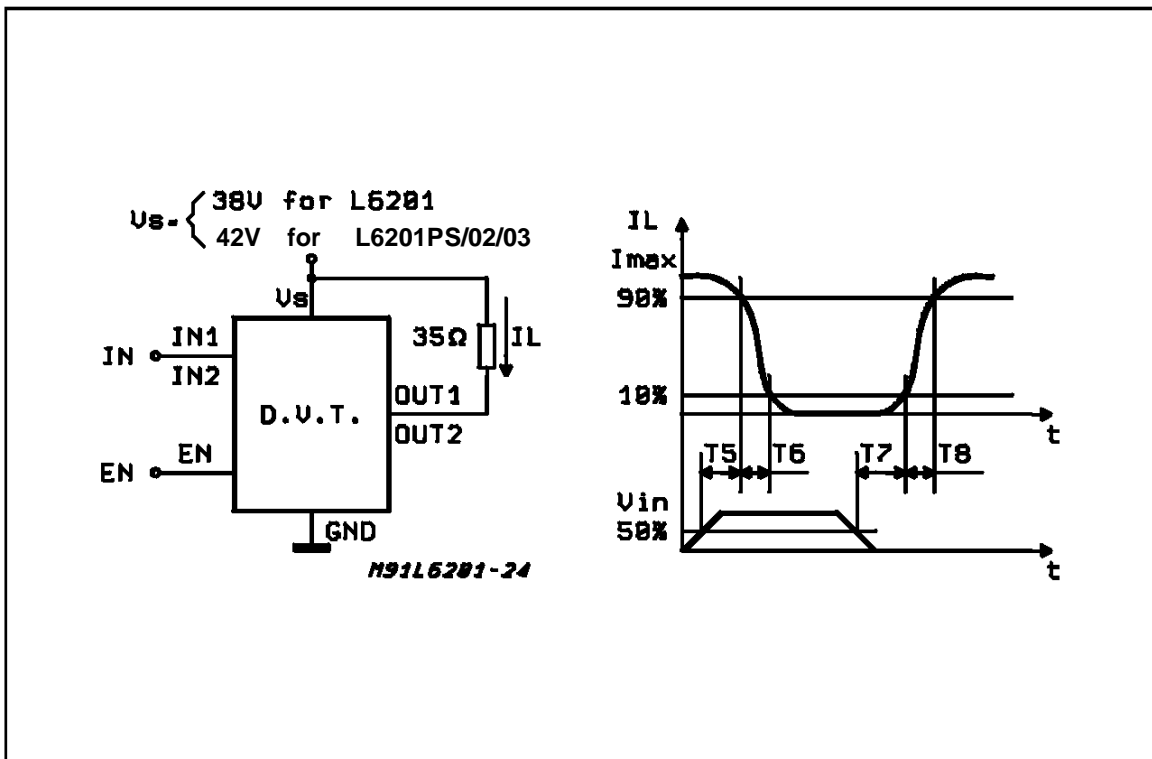 Vs= 38V for L6201
42V for L6201PS/02/03
Vs
IN IN1
IN2
EN EN
D.V.T.
35Ω IL
OUT1
OUT2
GND
M91L6201-24
IL
Imax
90%
10%
t
T5 T6 T7 T8
Vin
50%
t